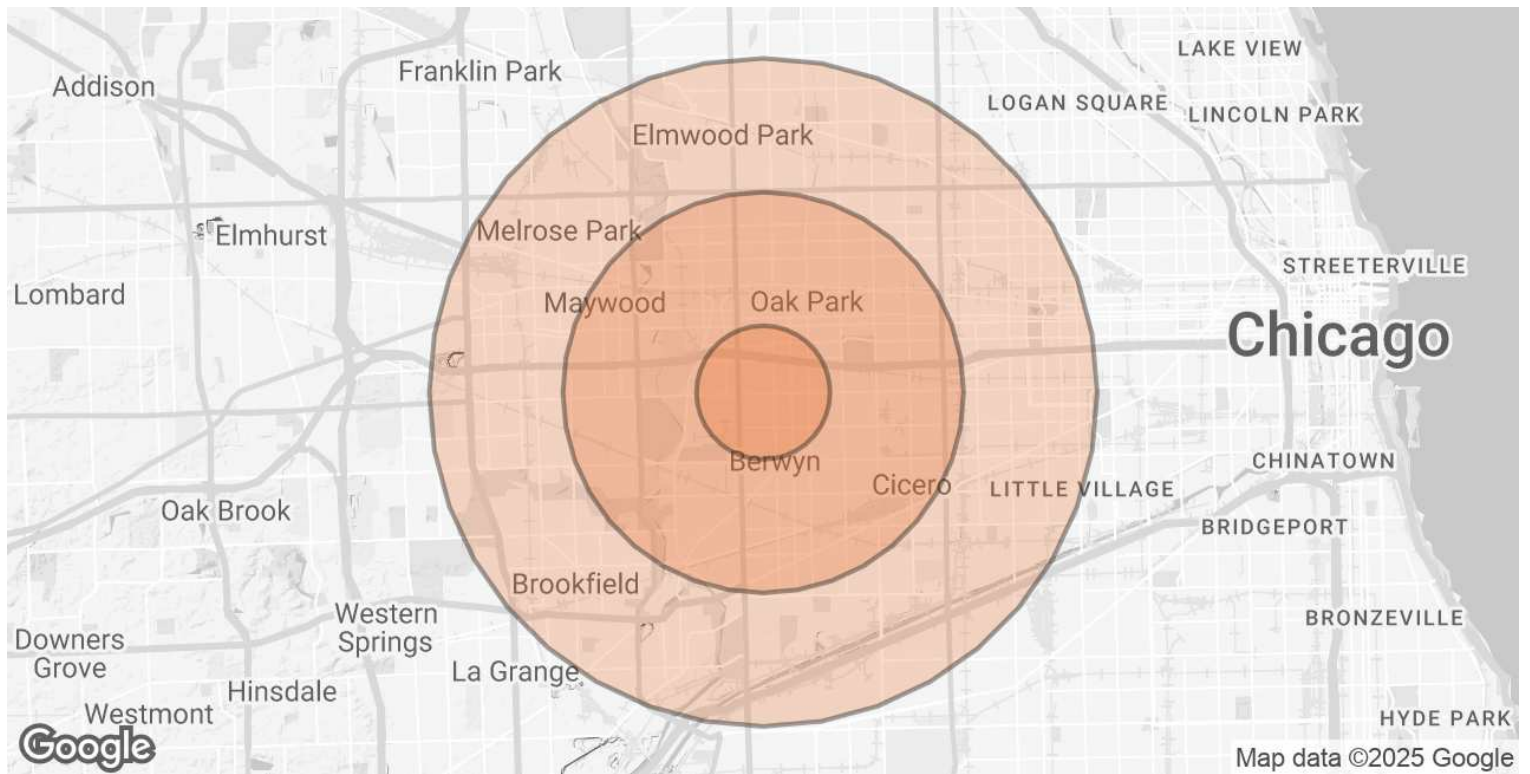 LAKE VIEW
Franklin Park
Addison
LOGAN SQUARE
LINCOLN PARK
Elmwood Park
Melrose Park
Elmhurst
STREETERVILLE
Lombard
Maywood
Oak Park
Chicago
Berwyn
CHINATOWN
Cicero
LITTLE VILLAGE
Oak Brook
BRIDGEPORT
Brookfield
Western
Springs
BRONZEVILLE
Downers
Grove
La Grange
Hinsdale
Westmont
HYDE PARK
Google
Map data ©2025 Google